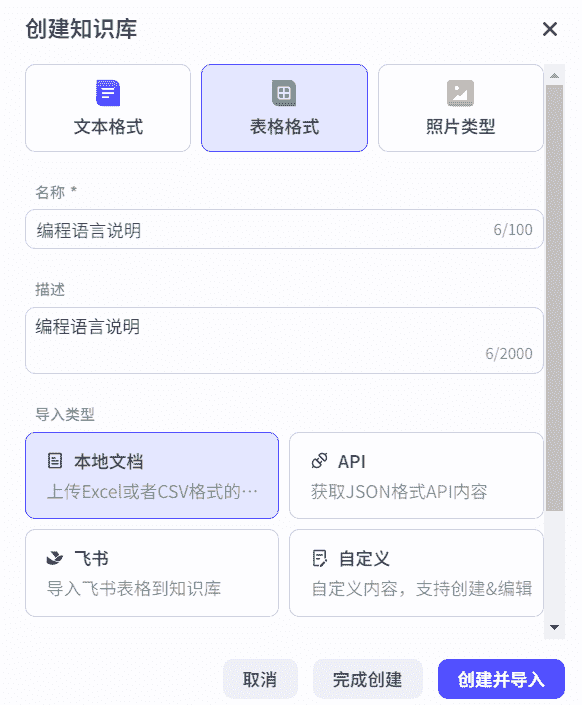 创建知识库
文本格式
表格格式
照片类型
名称 *
编程语言说明
6/100
描述
编程语言说明
6/2000
导入类型
本地文档
上传Excel或者CSV格式的···
API
获取JSON格式API内容
飞书
导入飞书表格到知识库
自定义
自定义内容，支持创建&编辑
取消
完成创建
创建并导入